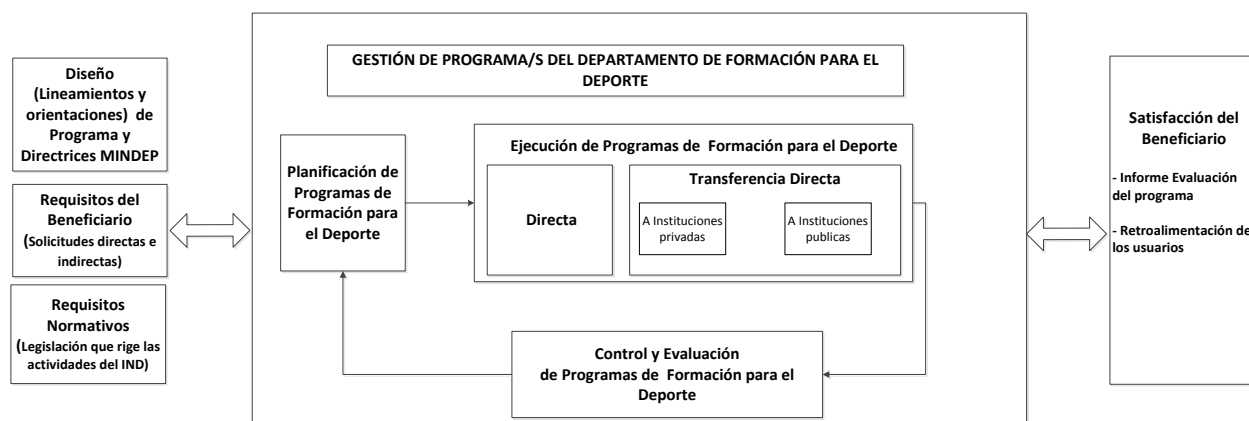 GESTIÓN DE PROGRAMA/S DEL DEPARTAMENTO DE FORMACIÓN PARA EL
DEPORTE
Diseño
(Lineamientos y
orientaciones) de
Programa y
Directrices MINDEP
Requisitos del
Beneficiario
(Solicitudes directas e
indirectas)
Requisitos
Normativos
(Legislación que rige las
actividades del IND)
Planificación de
Programas de
Formación para
el Deporte
Ejecución de Programas de Formación para el Deporte
Directa
Transferencia Directa
A Instituciones
privadas
A Instituciones
publicas
Control y Evaluación
de Programas de Formación para el
Deporte
Satisfacción del
Beneficiario
- Informe Evaluación
del programa
- Retroalimentación de
los usuarios